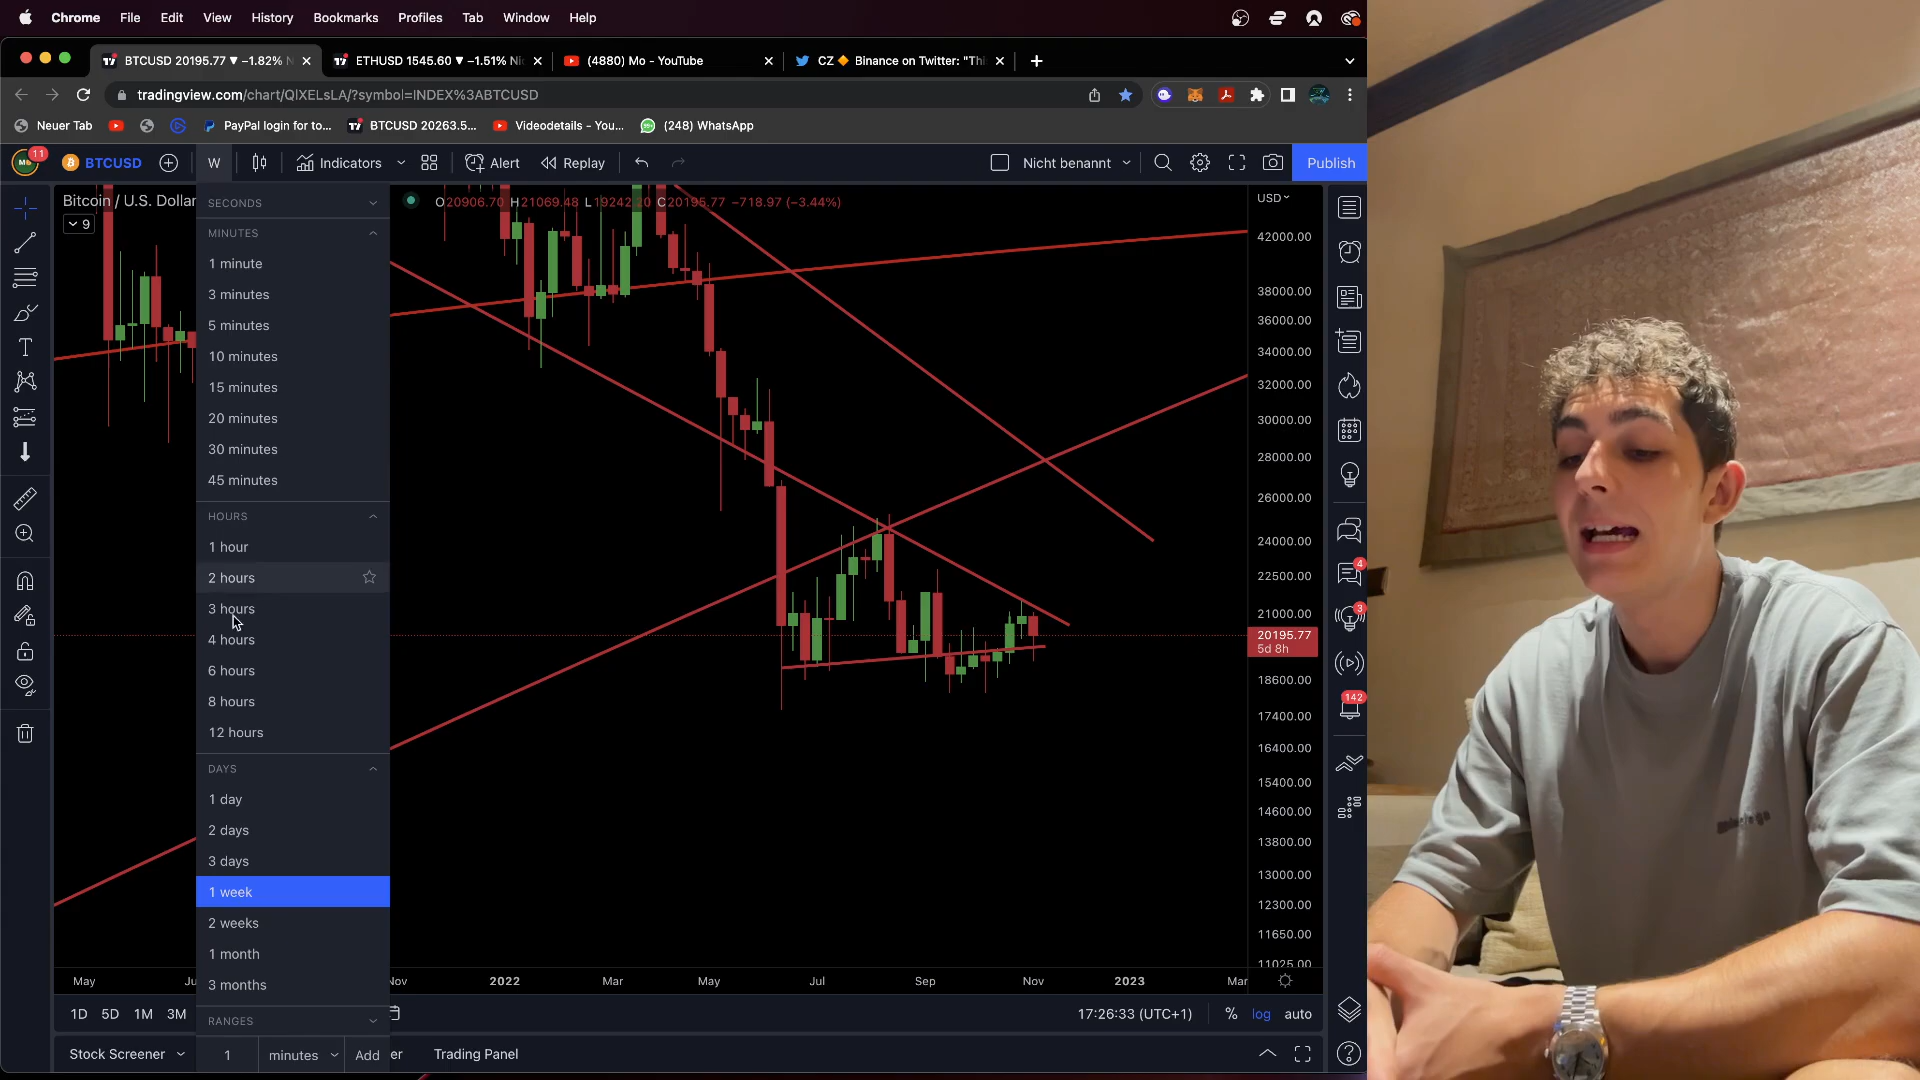 Chrome File Edit View History Bookmarks Profiles Tab Window Help
BTCUSD 20195.77 ▼ −1.82% N
ETHUSD 1545.60 ▼ −1.51% Ni
(4880) Mo - YouTube
CZ 🔶 Binance on Twitter: "Thi
tradingview.com/chart/QIXELsLA/?symbol=INDEX%3ABTCUSD
Neuer Tab
PayPal login for to...
BTCUSD 20263.5...
Videodetails - You...
(248) WhatsApp
11
BTCUSD
W
Indicators
Alert
Replay
Nicht benannt
Publish
Bitcoin / U.S. Dollar
O20906.70 H21069.48 L19242.20 C20195.77 −718.97 (−3.44%)
USD
9
SECONDS
MINUTES
1 minute
3 minutes
5 minutes
10 minutes
15 minutes
20 minutes
30 minutes
45 minutes
HOURS
1 hour
2 hours
3 hours
4 hours
6 hours
8 hours
12 hours
DAYS
1 day
2 days
3 days
1 week
2 weeks
1 month
3 months
RANGES
1 minutes Add
42000.00
38000.00
36000.00
34000.00
32000.00
30000.00
28000.00
26000.00
24000.00
22500.00
21000.00
20195.77
5d 8h
18600.00
17400.00
16400.00
15400.00
14600.00
13800.00
13000.00
12300.00
11650.00
11025.00
4
3
142
May Ju Nov 2022 Mar May Jul Sep Nov 2023 Mar
1D 5D 1M 3M
17:26:33 (UTC+1) % log auto
Stock Screener
er
Trading Panel